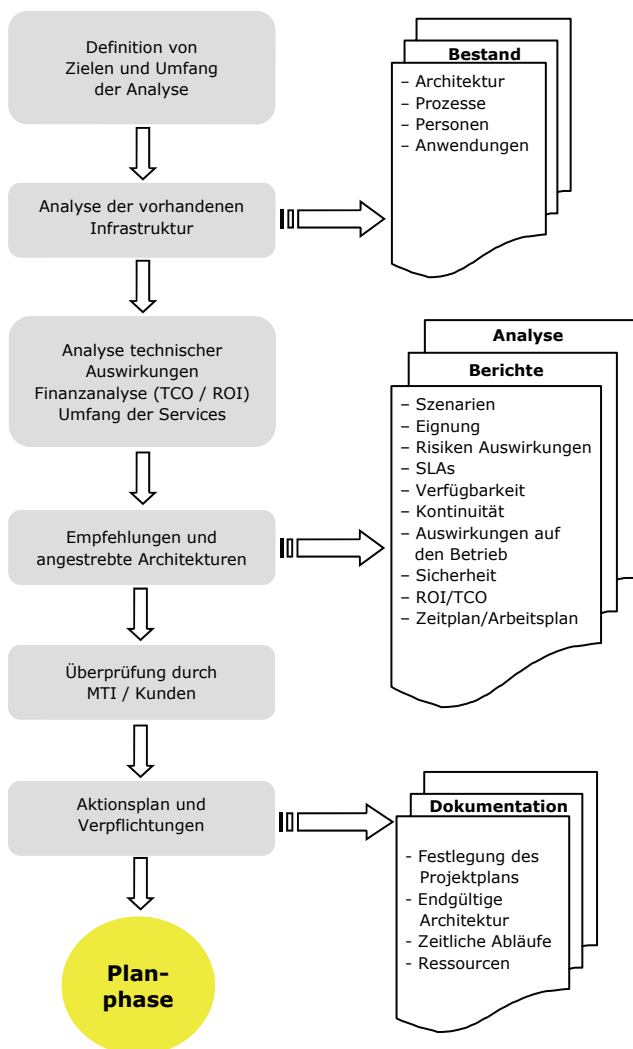 Definition von
Zielen und Umfang
der Analyse
Bestand
– Architektur
– Prozesse
– Personen
– Anwendungen
Analyse der vorhandenen
Infrastruktur
Analyse technischer
Auswirkungen
Finanzanalyse (TCO / ROI)
Umfang der Services
Analyse
Berichte
– Szenarien
– Eignung
– Risiken Auswirkungen
– SLAs
– Verfügbarkeit
– Kontinuität
– Auswirkungen auf
den Betrieb
– Sicherheit
– ROI/TCO
– Zeitplan/Arbeitsplan
Empfehlungen und
angestrebte Architekturen
Überprüfung durch
MTI / Kunden
Aktionsplan und
Verpflichtungen
Dokumentation
- Festlegung des
Projektplans
- Endgültige
Architektur
- Zeitliche Abläufe
- Ressourcen
Plan-
phase